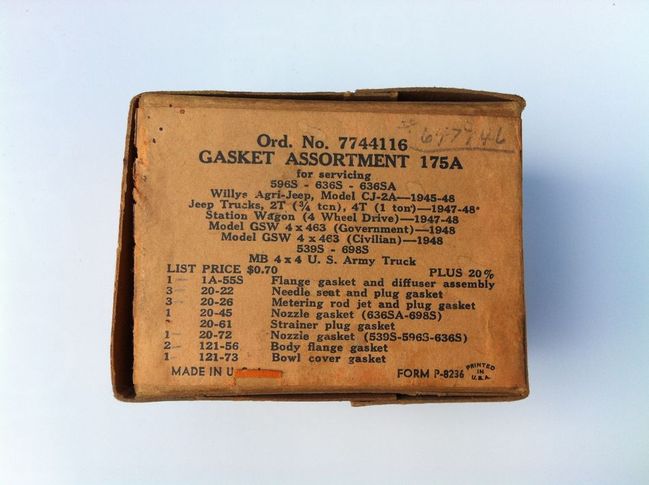 Ord. No. 7744116
GASKET ASSORTMENT 175A
for servicing
596S - 636S - 636SA
Willys Agri-Jeep, Model CJ-2A—1945-48
Jeep Trucks, 2T (¾ ton), 4T (1 ton)—1947-48
Station Wagon (4 Wheel Drive)—1947-48
Model GSW 4 x 463 (Government)—1948
Model GSW 4 x 463 (Civilian)—1948
539S - 698S
MB 4 x 4 U. S. Army Truck
LIST PRICE $0.70 PLUS 20%
1— 1A-55S Flange gasket and diffuser assembly
3— 20-22 Needle seat and plug gasket
3— 20-26 Metering rod jet and plug gasket
1 20-45 Nozzle gasket (636SA-698S)
20-61 Strainer plug gasket
1— 20-72 Nozzle gasket (539S-596S-636S)
2— 121-56 Body flange gasket
1— 121-73 Bowl cover gasket
MADE IN U. FORM P-8236 PRINTED IN U.S.A.